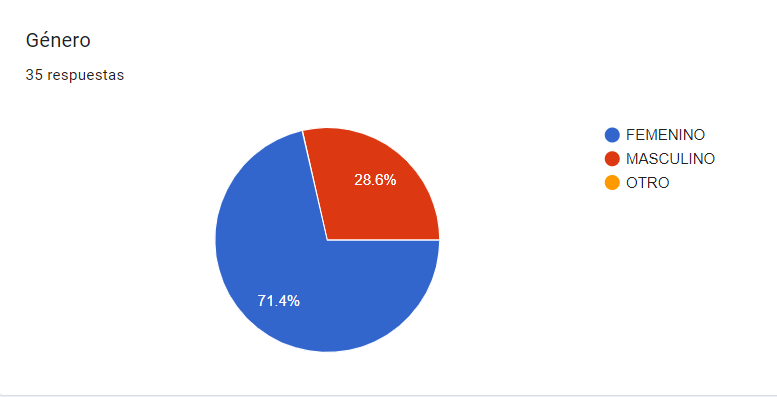 Género
35 respuestas
FEMENINO
MASCULINO
OTRO
28.6%
71.4%